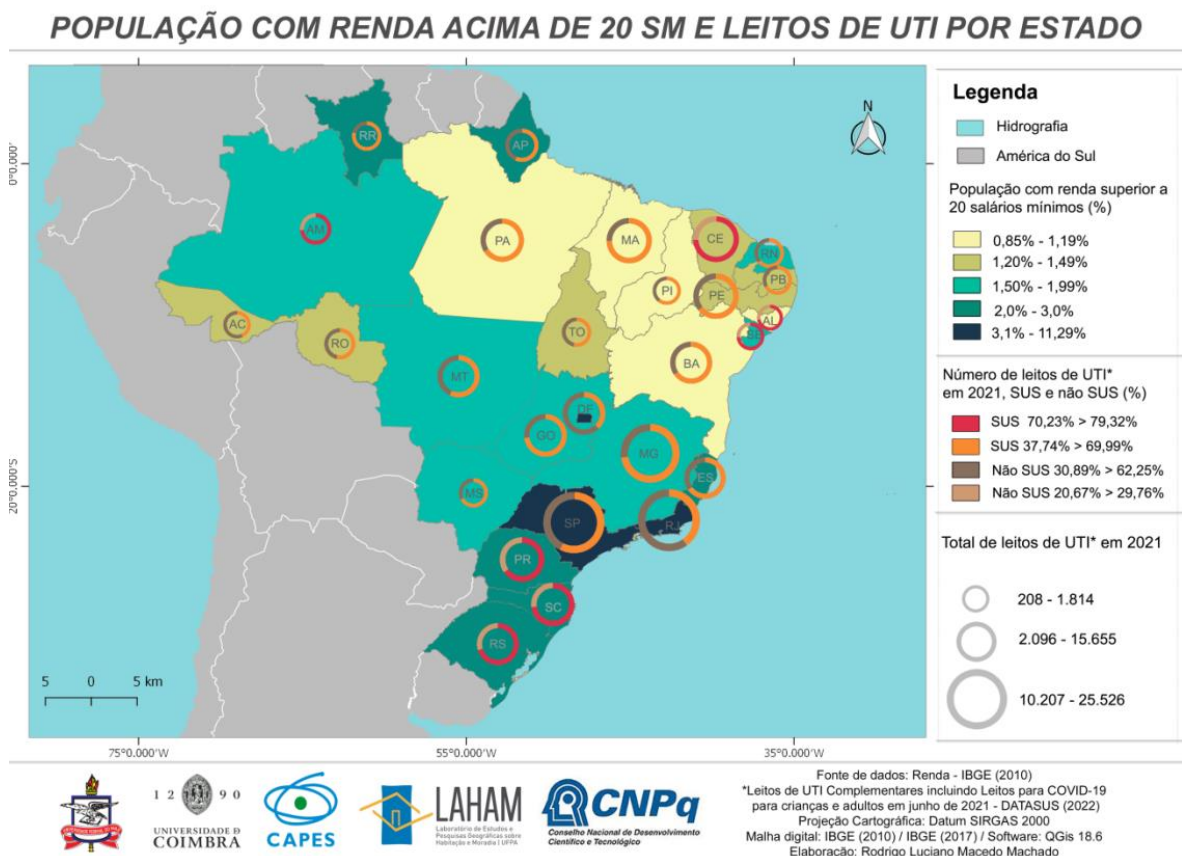 POPULAÇÃO COM RENDA ACIMA DE 20 SM E LEITOS DE UTI POR ESTADO
RR
AP
AM
PA
MA
CE
RN
PB
PI
PE
AL
SE
AC
RO
TO
BA
MT
DF
GO
MG
ES
MS
SP
RJ
PR
SC
RS
N
0°0.000'
20°0.000'S
75°0.000'W
55°0.000'W
35°0.000'W
5 0 5 km
Legenda
Hidrografia
América do Sul
População com renda superior a
20 salários mínimos (%)
0,85% - 1,19%
1,20% - 1,49%
1,50% - 1,99%
2,0% - 3,0%
3,1% - 11,29%
Número de leitos de UTI*
em 2021, SUS e não SUS (%)
SUS 70,23% > 79,32%
SUS 37,74% > 69,99%
Não SUS 30,89% > 62,25%
Não SUS 20,67% > 29,76%
Total de leitos de UTI* em 2021
208 - 1.814
2.096 - 15.655
10.207 - 25.526
1 2 9 0
UNIVERSIDADE D
COIMBRA
CAPES
LAHAM
Laboratório de Estudos e
Pesquisas Geográficas sobre
Habitação e Moradia | UFPA
CNPq
Conselho Nacional de Desenvolvimento
Científico e Tecnológico
Fonte de dados: Renda - IBGE (2010)
*Leitos de UTI Complementares incluindo Leitos para COVID-19
para crianças e adultos em junho de 2021 - DATASUS (2022)
Projeção Cartográfica: Datum SIRGAS 2000
Malha digital: IBGE (2010) / IBGE (2017) / Software: QGis 18.6
Elaboração: Rodrigo Luciano Macedo Machado